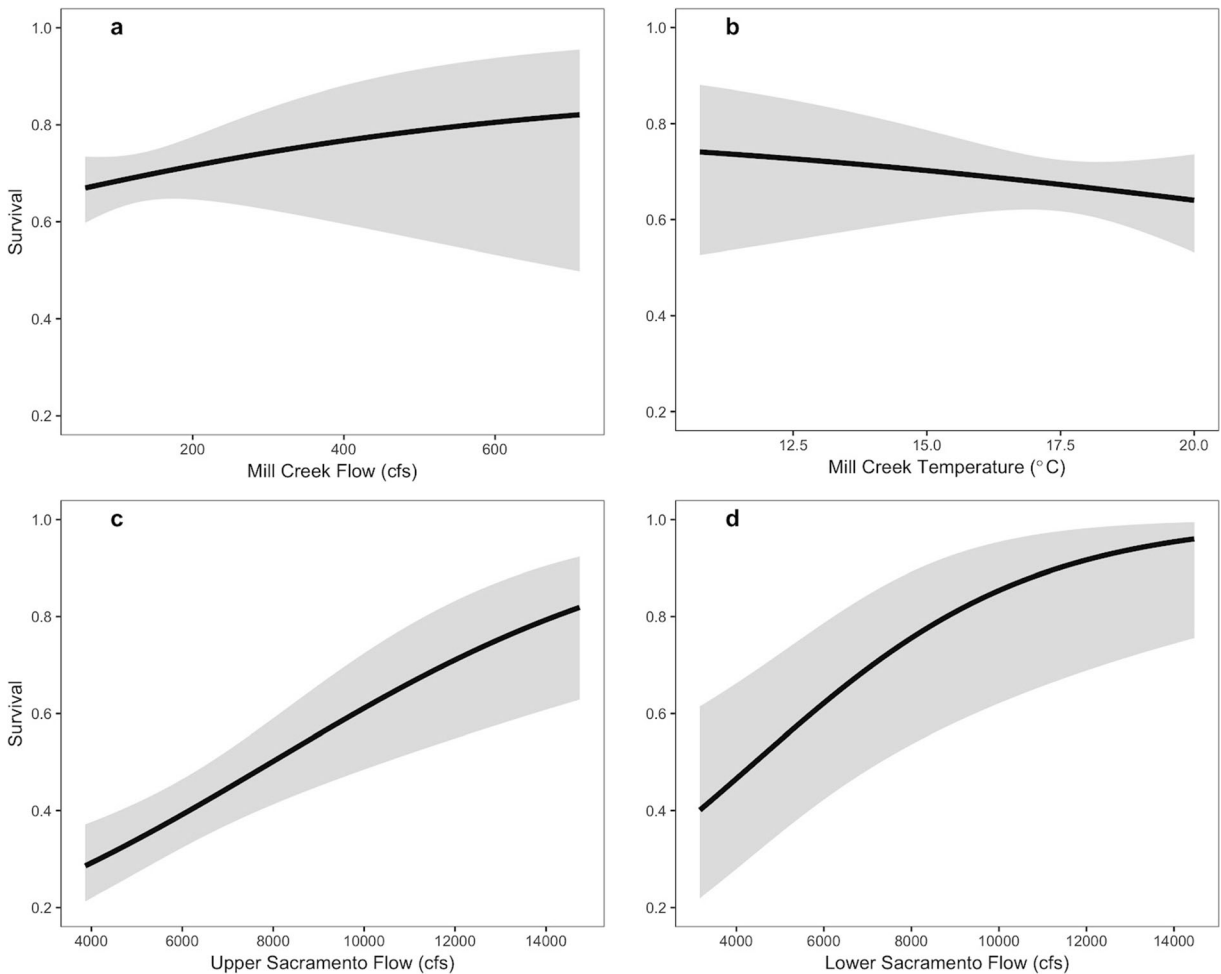 a
1.0
0.8
0.6
0.4
0.2
Survival
200 400 600
Mill Creek Flow (cfs)
b
1.0
0.8
0.6
0.4
0.2
12.5 15.0 17.5 20.0
Mill Creek Temperature (°C)
c
1.0
0.8
0.6
0.4
0.2
Survival
4000 6000 8000 10000 12000 14000
Upper Sacramento Flow (cfs)
d
1.0
0.8
0.6
0.4
0.2
4000 6000 8000 10000 12000 14000
Lower Sacramento Flow (cfs)